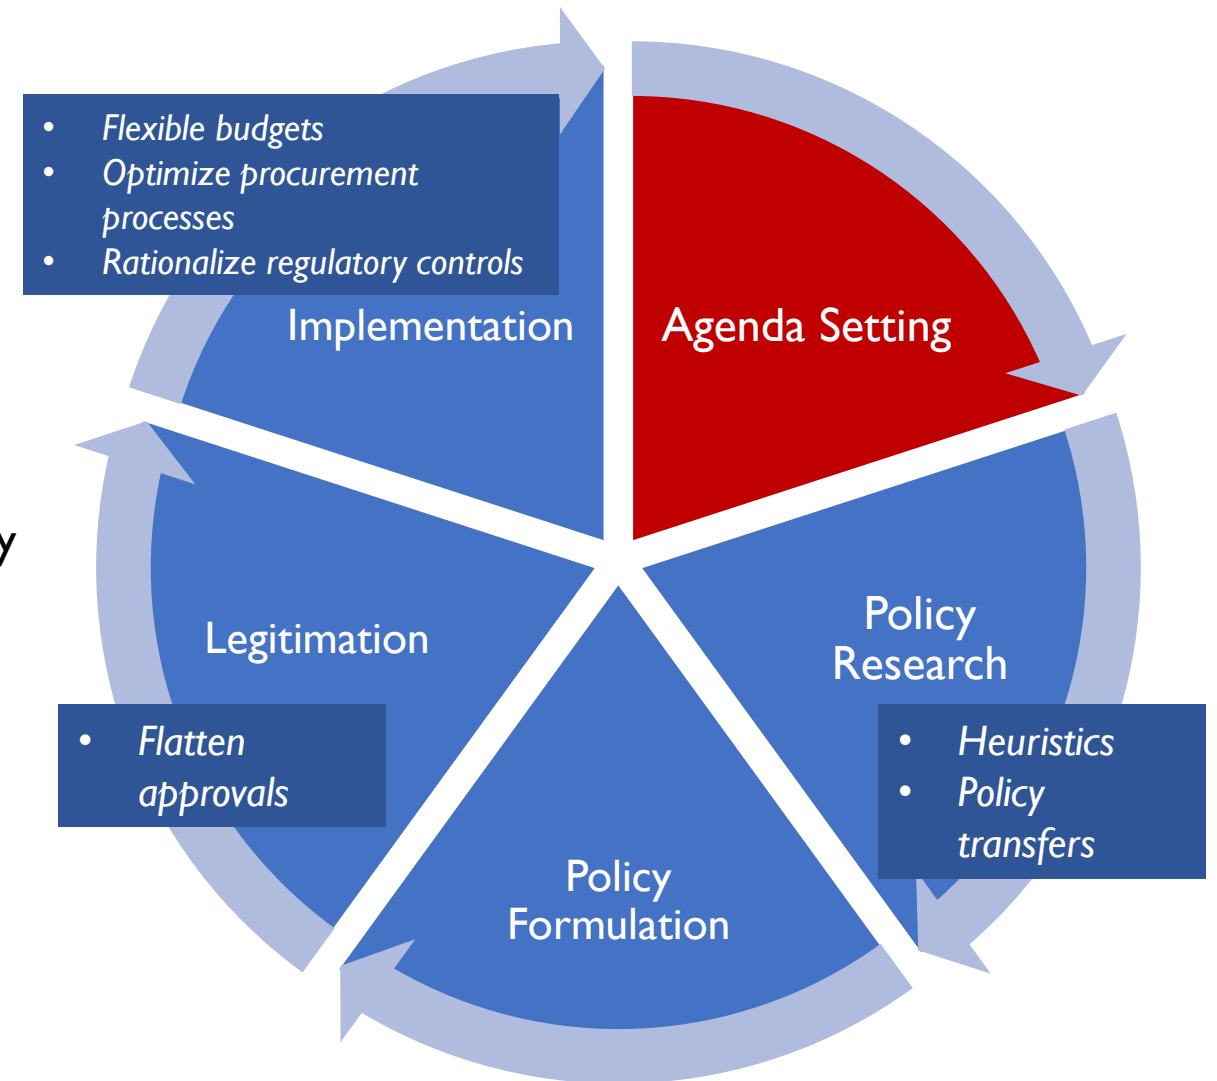 • Flexible budgets
• Optimize procurement
processes
• Rationalize regulatory controls
Implementation
Agenda Setting
y
Legitimation
Policy
Research
• Flatten
approvals
• Heuristics
• Policy
transfers
Policy
Formulation